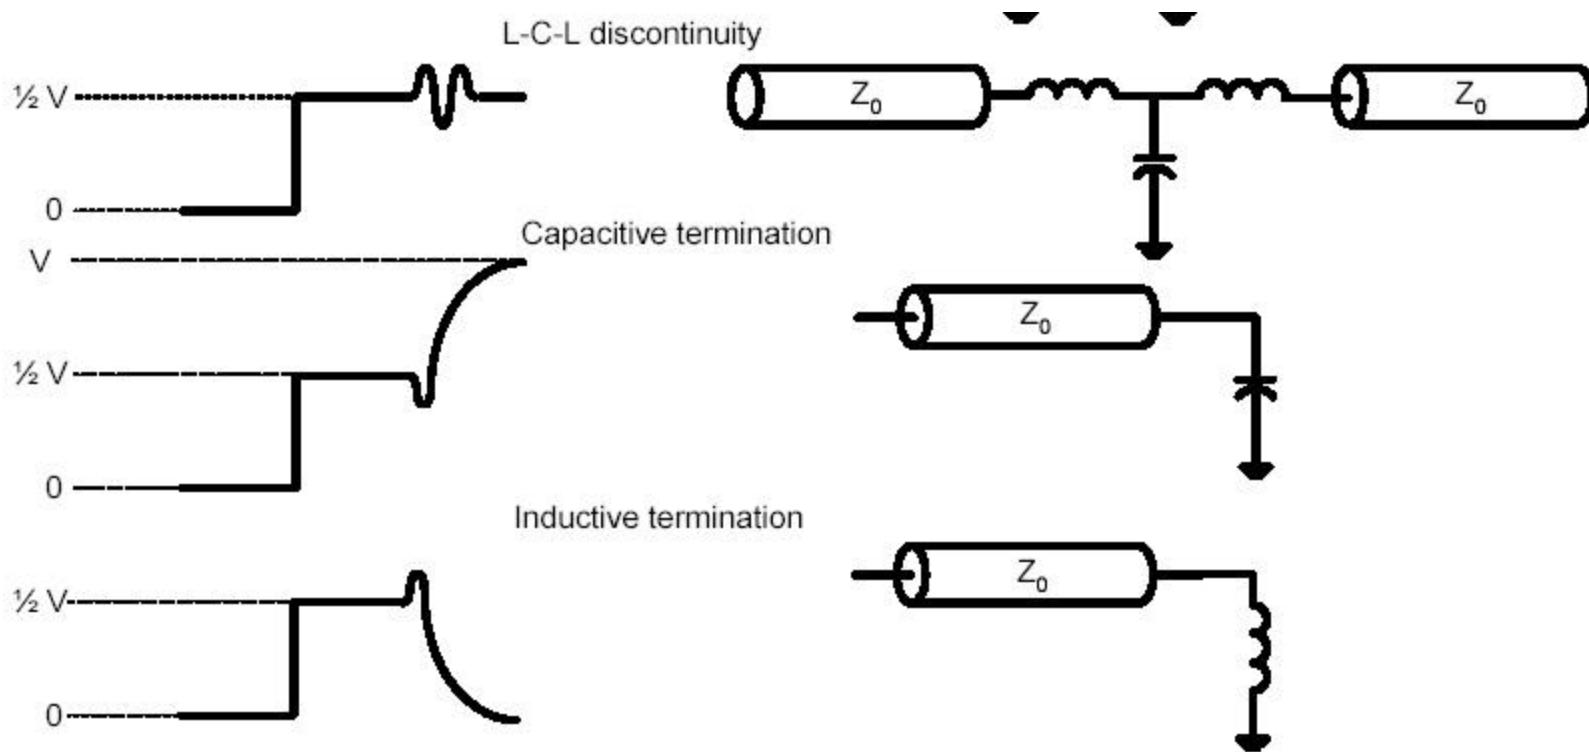 L-C-L discontinuity
½ V
Z₀
Z₀
0
Capacitive termination
V
Z₀
½ V
0
Inductive termination
Z₀
½ V
0